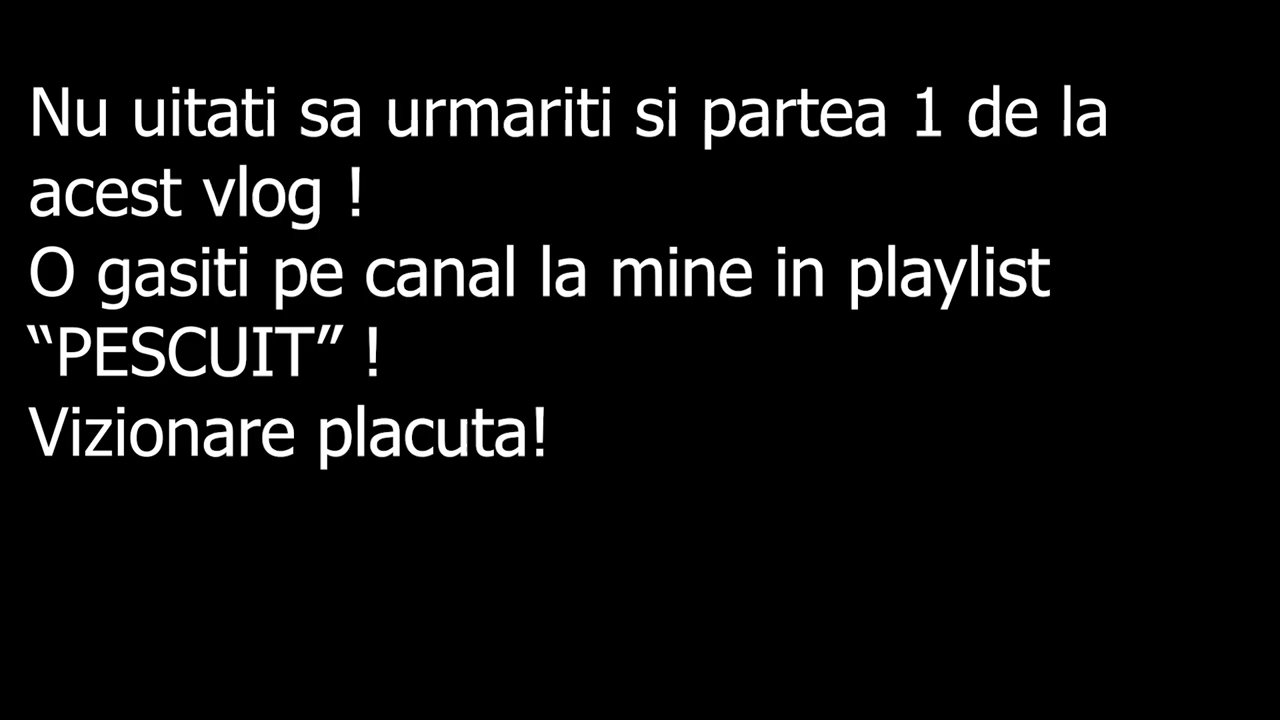 Nu uitati sa urmariti si partea 1 de la
acest vlog !
O gasiti pe canal la mine in playlist
“PESCUIT” !
Vizionare placuta!